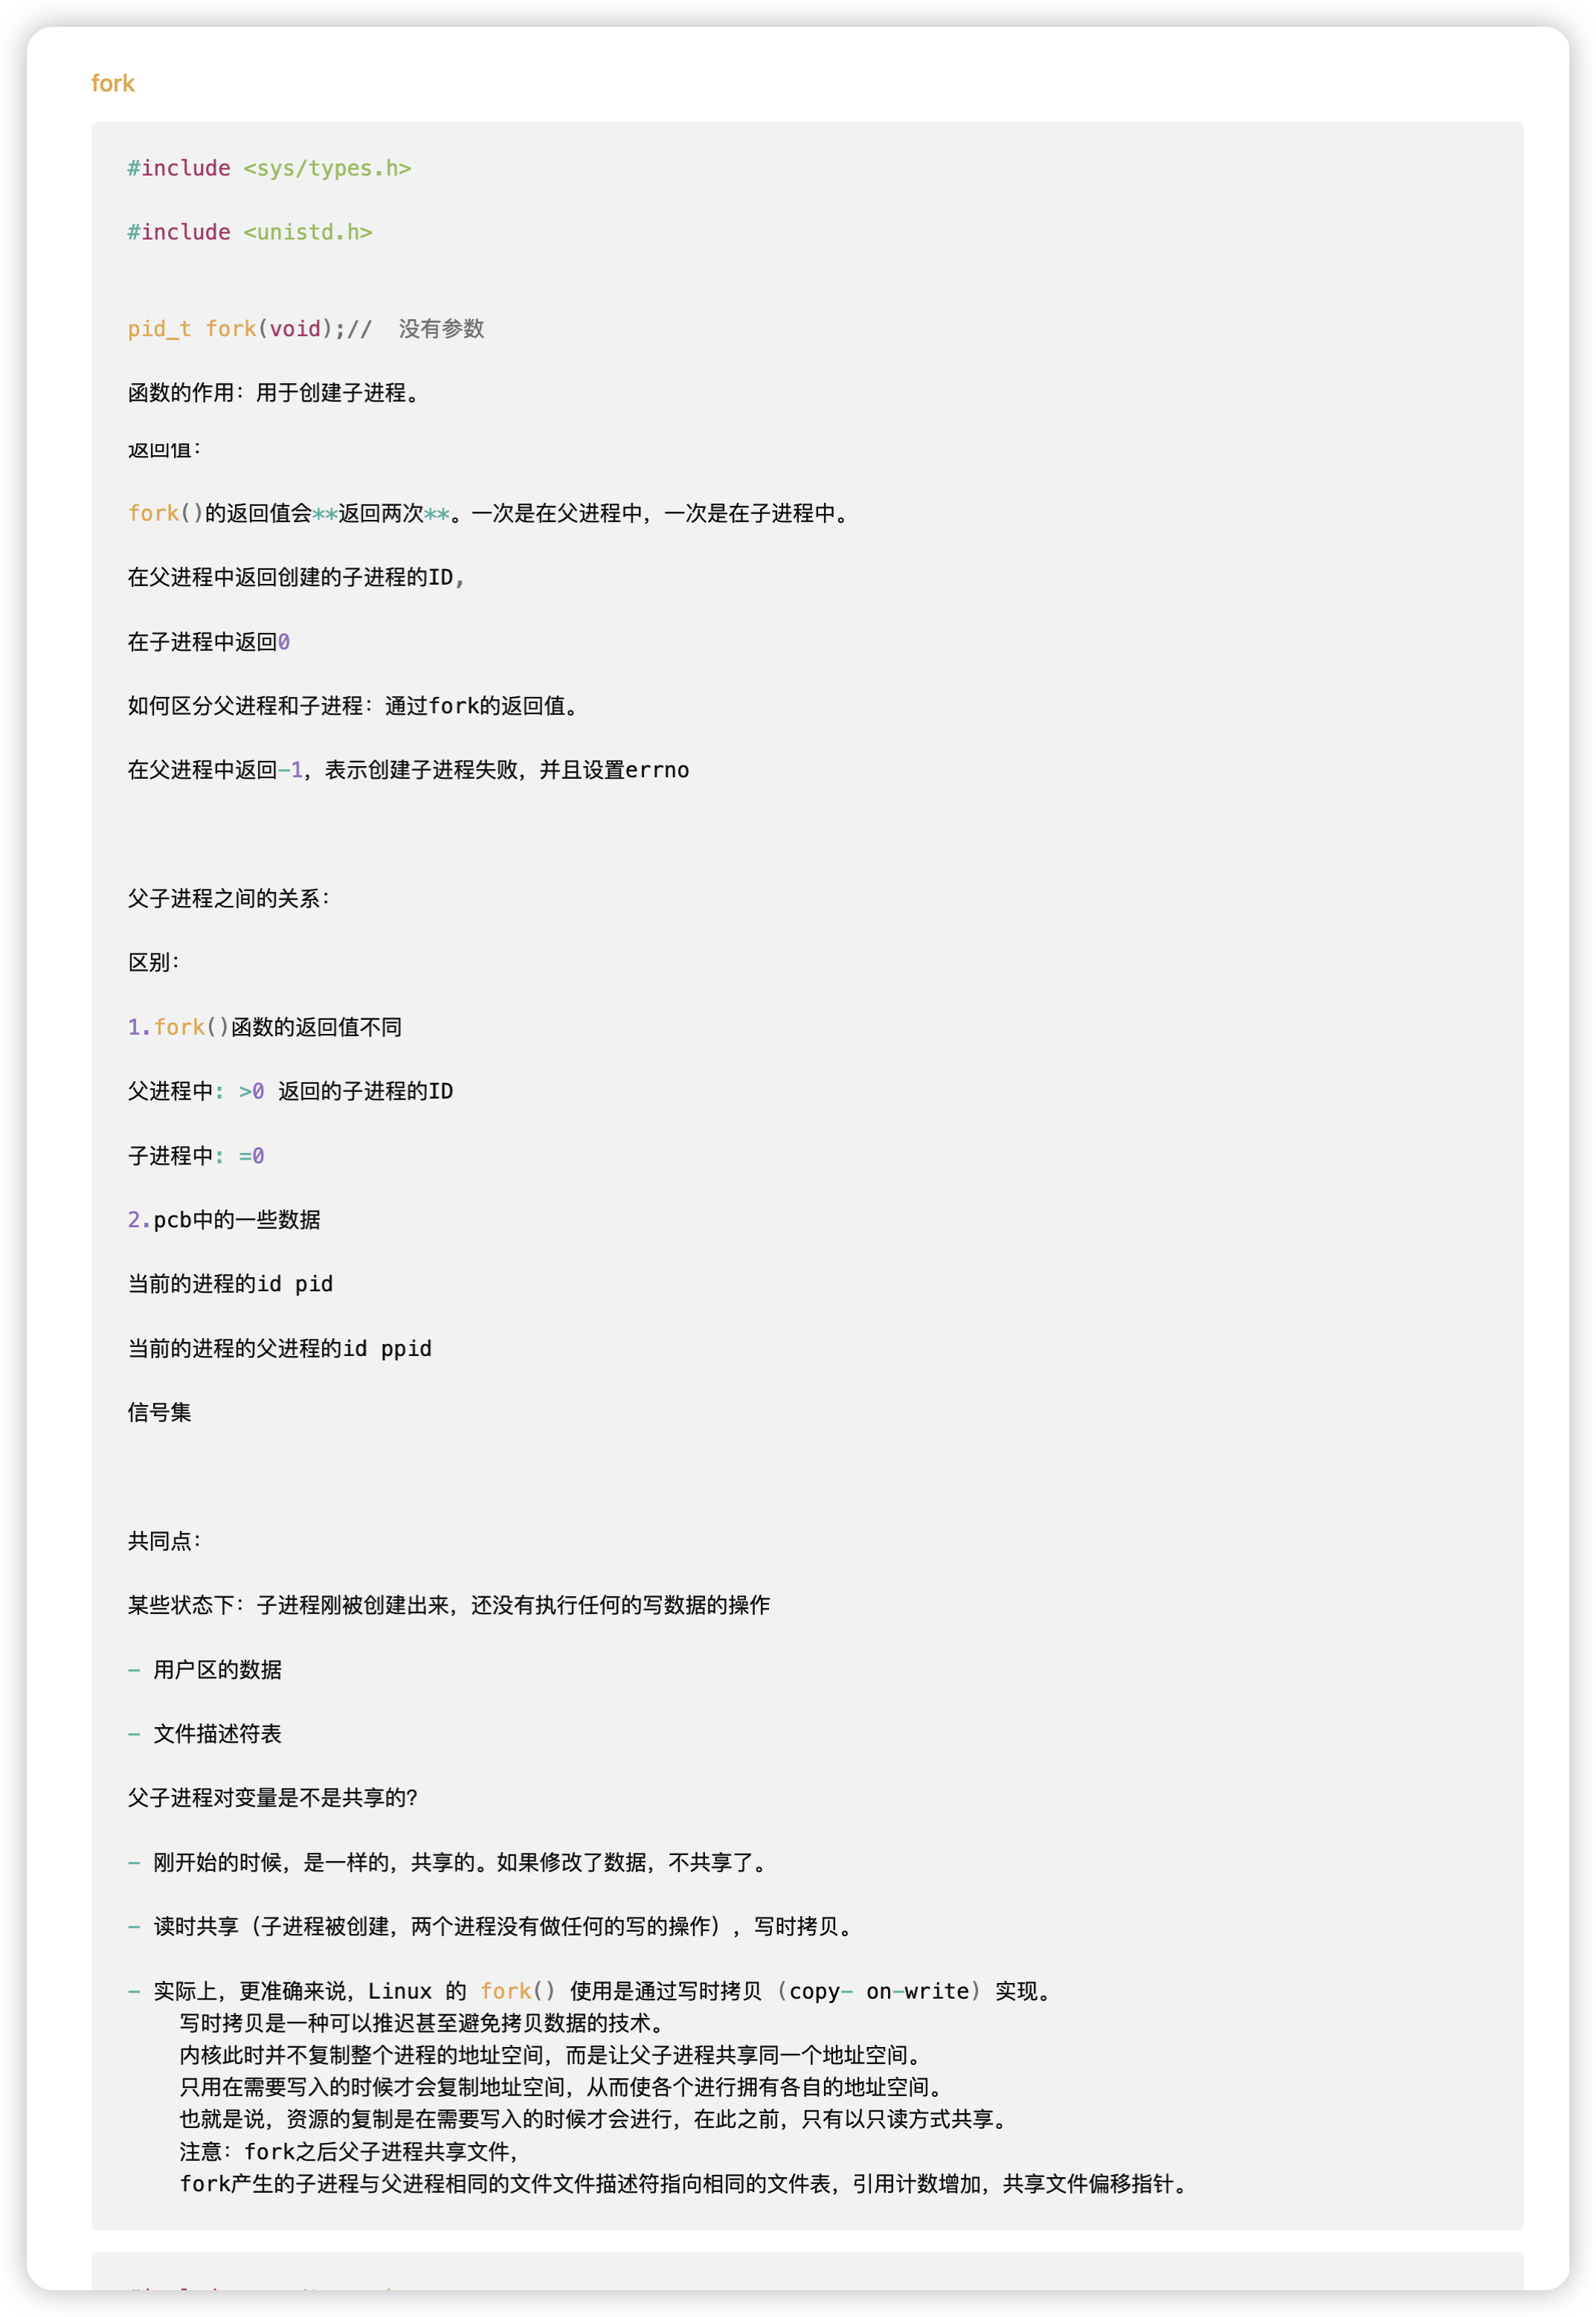 fork
#include <sys/types.h>
#include <unistd.h>
pid_t fork(void);//  没有参数
函数的作用：用于创建子进程。
返回值：
fork()的返回值会**返回两次**。一次是在父进程中，一次是在子进程中。
在父进程中返回创建的子进程的ID,
在子进程中返回0
如何区分父进程和子进程：通过fork的返回值。
在父进程中返回-1，表示创建子进程失败，并且设置errno
父子进程之间的关系：
区别：
1.fork()函数的返回值不同
父进程中: >0 返回的子进程的ID
子进程中: =0
2.pcb中的一些数据
当前的进程的id pid
当前的进程的父进程的id ppid
信号集
共同点：
某些状态下：子进程刚被创建出来，还没有执行任何的写数据的操作
- 用户区的数据
- 文件描述符表
父子进程对变量是不是共享的？
- 刚开始的时候，是一样的，共享的。如果修改了数据，不共享了。
- 读时共享（子进程被创建，两个进程没有做任何的写的操作），写时拷贝。
- 实际上，更准确来说，Linux 的 fork() 使用是通过写时拷贝 (copy- on-write) 实现。
写时拷贝是一种可以推迟甚至避免拷贝数据的技术。
内核此时并不复制整个进程的地址空间，而是让父子进程共享同一个地址空间。
只用在需要写入的时候才会复制地址空间，从而使各个进行拥有各自的地址空间。
也就是说，资源的复制是在需要写入的时候才会进行，在此之前，只有以只读方式共享。
注意：fork之后父子进程共享文件，
fork产生的子进程与父进程相同的文件文件描述符指向相同的文件表，引用计数增加，共享文件偏移指针。